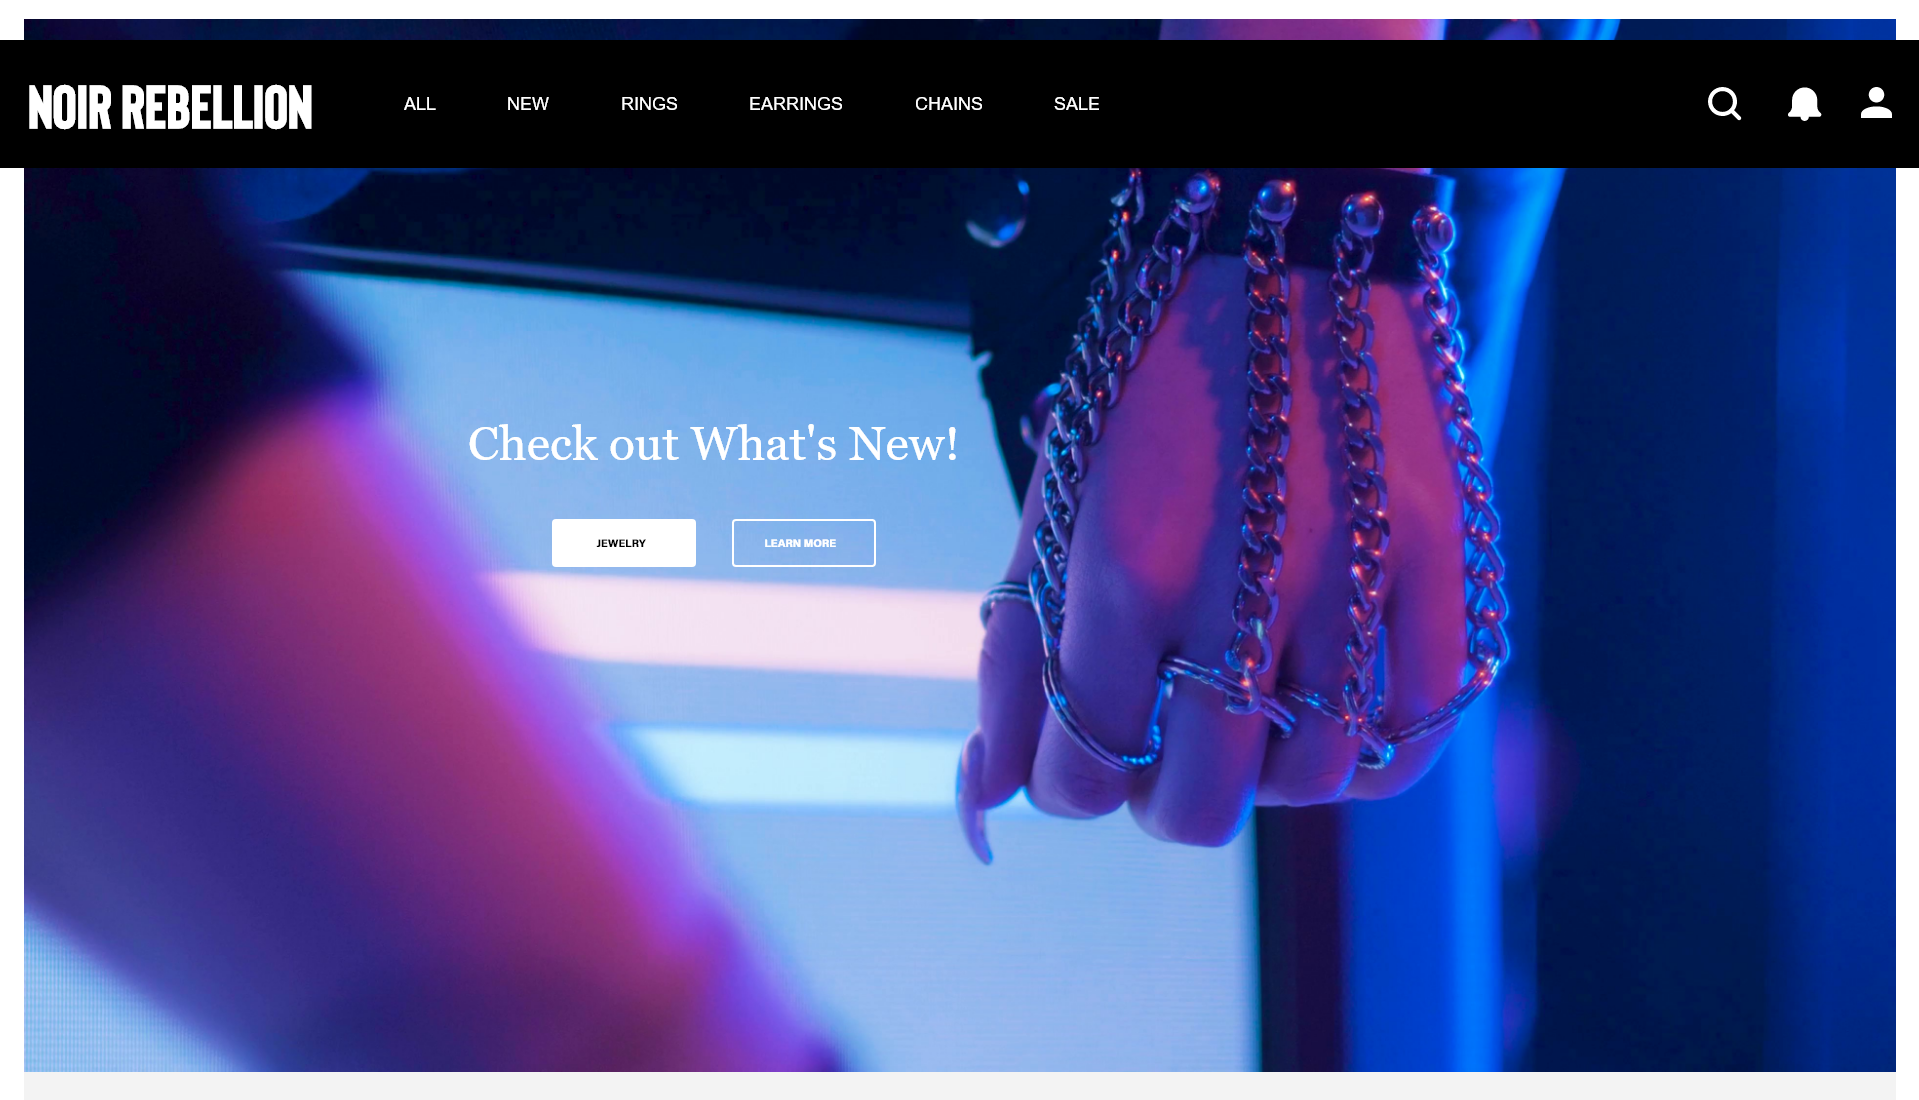 NOIR REBELLION
ALL
NEW
RINGS
EARRINGS
CHAINS
SALE
Check out What's New!
JEWELRY
LEARN MORE